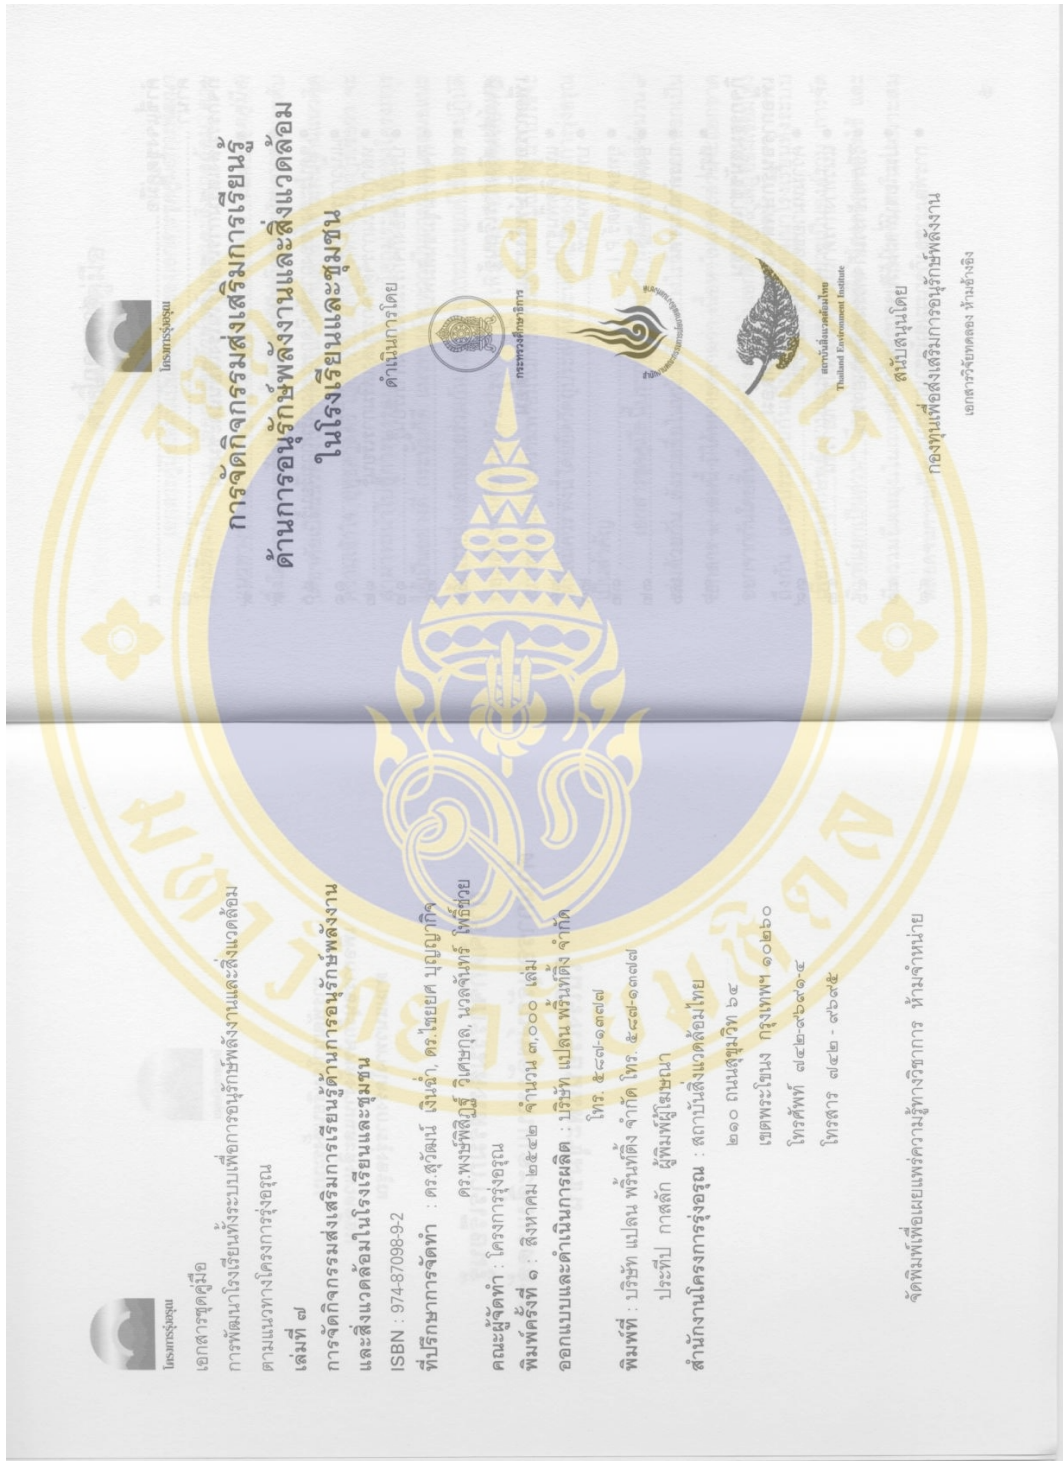 โครงการรุ่งอรุณ
เอกสารชุดคู่มือ
การพัฒนาโรงเรียนทั้งระบบเพื่อการอนุรักษ์พลังงานและสิ่งแวดล้อม
ตามแนวทางโครงการรุ่งอรุณ
เล่มที่ ๗
การจัดกิจกรรมส่งเสริมการเรียนรู้ด้านการอนุรักษ์พลังงาน
และสิ่งแวดล้อมในโรงเรียนและชุมชน
ISBN : 974-87098-9-2
ที่ปรึกษาการจัดทำ : ดร.สุวัฒน์ เงินฉ่ำ, ดร.ไชยยศ บุญญากิจ
ดร.พงษ์พิสิฏฐ์ วิเศษกุล, นวลจันทร์ โพธิ์ช่วย
คณะผู้จัดทำ : โครงการรุ่งอรุณ
พิมพ์ครั้งที่ ๑ : สิงหาคม ๒๕๔๒ จำนวน ๓,๐๐๐ เล่ม
ออกแบบและดำเนินการผลิต : บริษัท แปลน พริ้นท์ติ้ง จำกัด
โทร. ๕๘๗-๑๓๗๗
พิมพ์ที่ : บริษัท แปลน พริ้นท์ติ้ง จำกัด โทร. ๕๘๗-๑๓๗๗
ประทีป กาลสัก ผู้พิมพ์ผู้โฆษณา
สำนักงานโครงการรุ่งอรุณ : สถาบันสิ่งแวดล้อมไทย
๒๑๐ ถนนสุขุมวิท ๖๔
เขตพระโขนง กรุงเทพฯ ๑๐๒๖๐
โทรศัพท์ ๗๔๒-๙๖๙๑-๔
โทรสาร ๗๔๒ - ๙๖๙๕
จัดพิมพ์เพื่อเผยแพร่ความรู้ทางวิชาการ ห้ามจำหน่าย
โครงการรุ่งอรุณ
การจัดกิจกรรมส่งเสริมการเรียนรู้
ด้านการอนุรักษ์พลังงานและสิ่งแวดล้อม
ในโรงเรียนและชุมชน
ดำเนินการโดย
กระทรวงศึกษาธิการ
สถาบันสิ่งแวดล้อมไทย
Thailand Environment Institute
สนับสนุนโดย
กองทุนเพื่อส่งเสริมการอนุรักษ์พลังงาน
เอกสารวิจัยทดลอง ห้ามอ้างอิง
มหาวิทยาลัยมหิดล